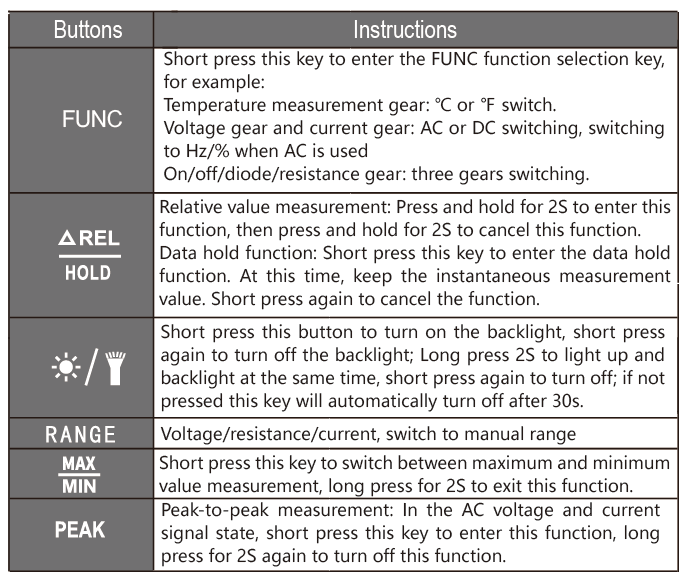 Buttons Instructions
FUNC
Short press this key to enter the FUNC function selection key,
for example:
Temperature measurement gear: ℃ or ℉ switch.
Voltage gear and current gear: AC or DC switching, switching
to Hz/% when AC is used
On/off/diode/resistance gear: three gears switching.
△ REL
HOLD
Relative value measurement: Press and hold for 2S to enter this
function, then press and hold for 2S to cancel this function.
Data hold function: Short press this key to enter the data hold
function. At this time, keep the instantaneous measurement
value. Short press again to cancel the function.
/
Short press this button to turn on the backlight, short press
again to turn off the backlight; Long press 2S to light up and
backlight at the same time, short press again to turn off; if not
pressed this key will automatically turn off after 30s.
RANGE
Voltage/resistance/current, switch to manual range
MAX
MIN
Short press this key to switch between maximum and minimum
value measurement, long press for 2S to exit this function.
PEAK
Peak-to-peak measurement: In the AC voltage and current
signal state, short press this key to enter this function, long
press for 2S again to turn off this function.